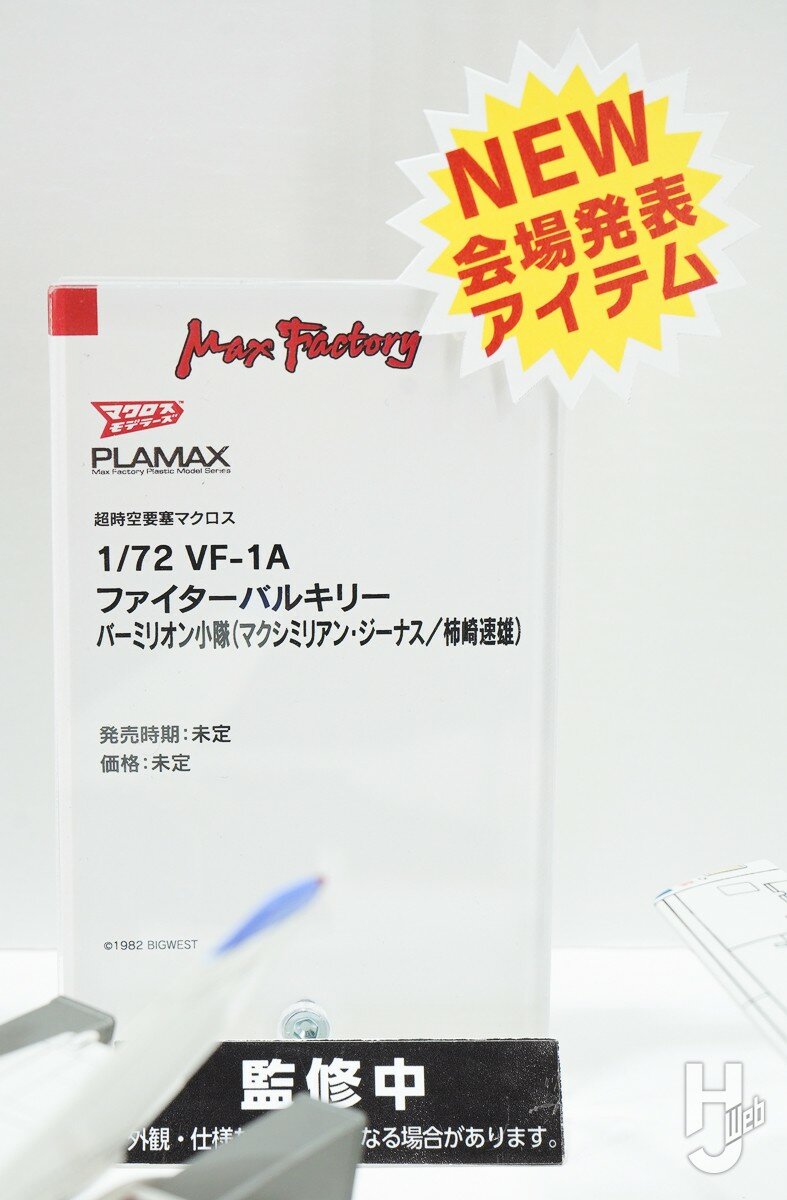 NEW
会場発表
アイテム
Max Factory
マクロス
モデラーズ
PLAMAX
Max Factory Plastic Model Series
超時空要塞マクロス
1/72 VF-1A
ファイターバルキリー
バーミリオン小隊(マクシミリアン・ジーナス/柿崎速雄)
発売時期:未定
価格:未定
©1982 BIGWEST
監修中
外観・仕様 なる場合があります。
HJ Web